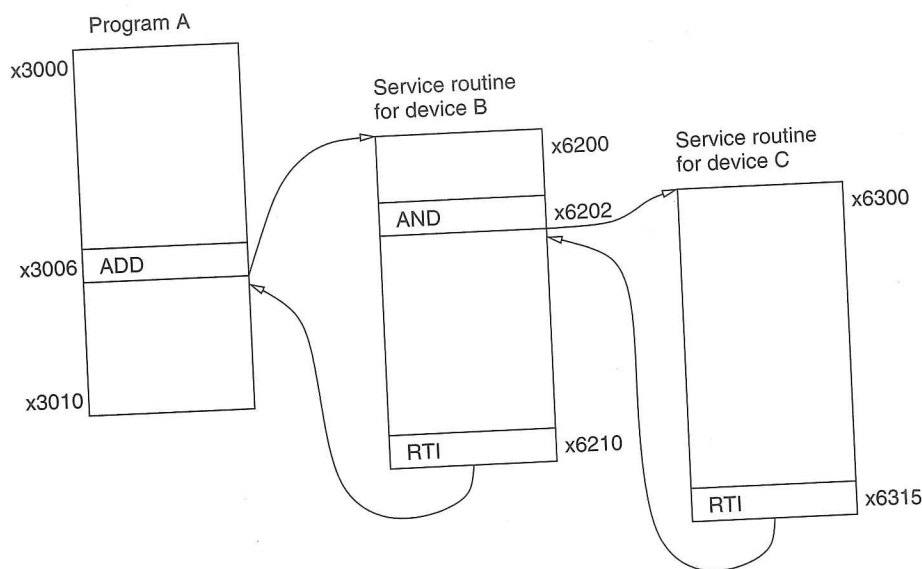 Program A
x3000
x3006
ADD
x3010
Service routine
for device B
x6200
AND
x6202
RTI
x6210
Service routine
for device C
x6300
RTI
x6315